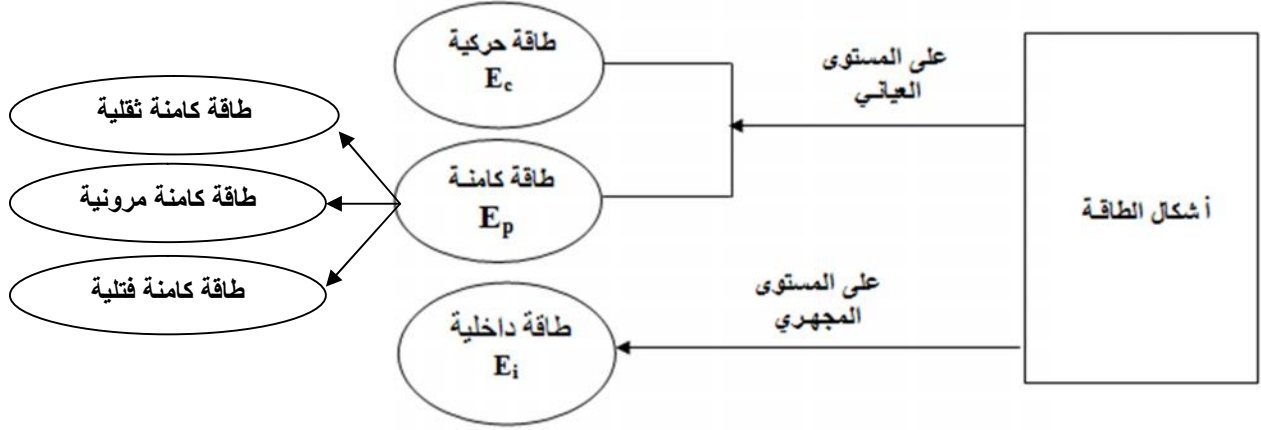 أشكال الطاقة
على المستوى
العياني
طاقة حركية
Ec
طاقة كامنة
Ep
طاقة كامنة ثقلية
طاقة كامنة مرونية
طاقة كامنة فتلية
على المستوى
المجهري
طاقة داخلية
Ei